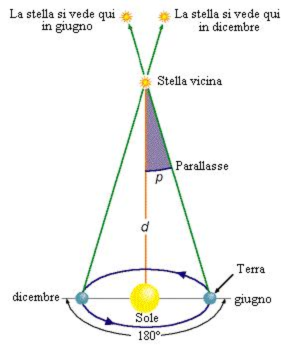 La stella si vede qui
in giugno
La stella si vede qui
in dicembre
Stella vicina
Parallasse
p
d
Terra
dicembre
giugno
Sole
180°